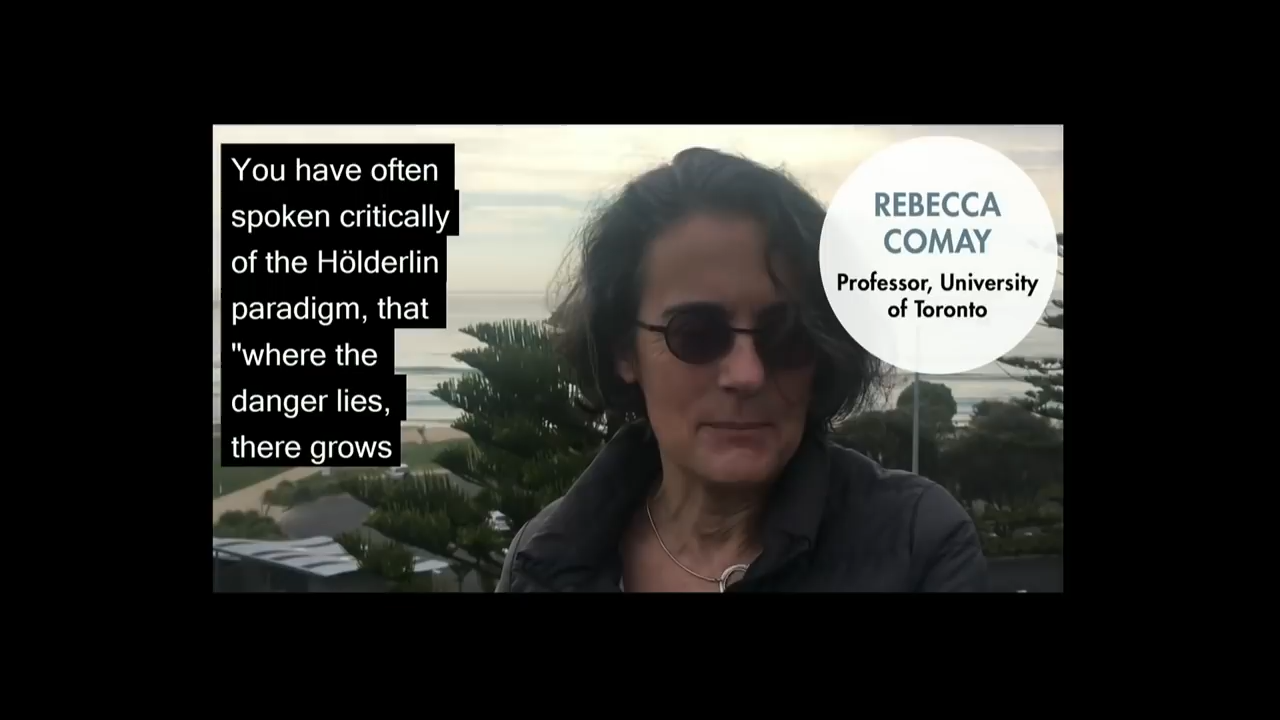 You have often
spoken critically
of the Hölderlin
paradigm, that
"where the
danger lies,
there grows
REBECCA
COMAY
Professor, University
of Toronto